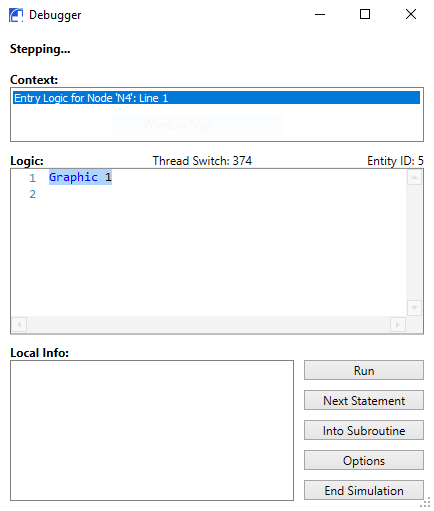 Debugger
Stepping...
Context:
Entry Logic for Node 'N4': Line 1
Logic: Thread Switch: 374 Entity ID: 5
1 Graphic 1
2
Local Info:
Run
Next Statement
Into Subroutine
Options
End Simulation